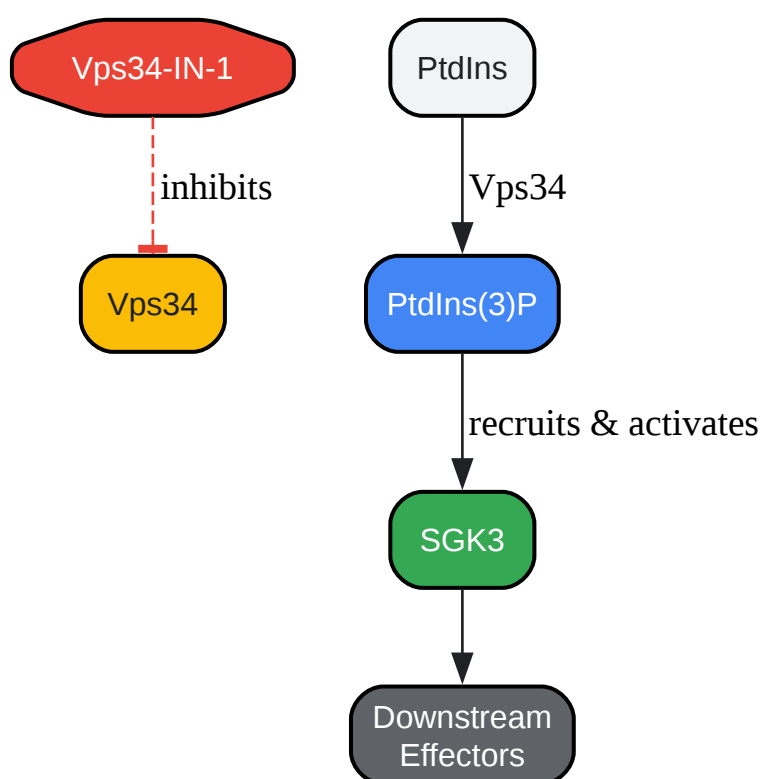 Vps34-IN-1
PtdIns
inhibits
Vps34
Vps34
PtdIns(3)P
recruits & activates
SGK3
Downstream
Effectors